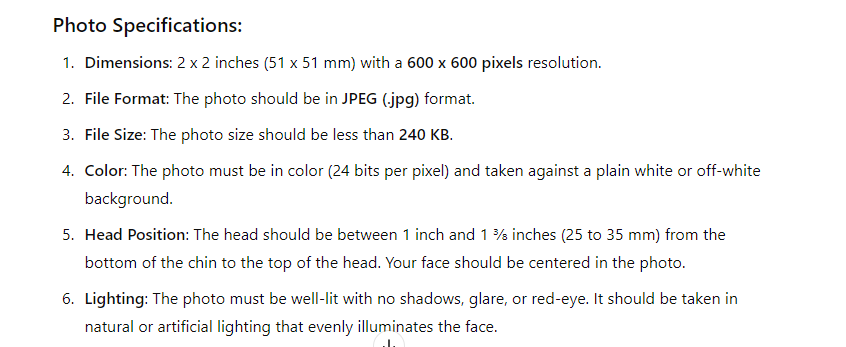 Photo Specifications:
1. Dimensions: 2 x 2 inches (51 x 51 mm) with a 600 x 600 pixels resolution.
2. File Format: The photo should be in JPEG (.jpg) format.
3. File Size: The photo size should be less than 240 KB.
4. Color: The photo must be in color (24 bits per pixel) and taken against a plain white or off-white
background.
5. Head Position: The head should be between 1 inch and 1 ⅜ inches (25 to 35 mm) from the
bottom of the chin to the top of the head. Your face should be centered in the photo.
6. Lighting: The photo must be well-lit with no shadows, glare, or red-eye. It should be taken in
natural or artificial lighting that evenly illuminates the face.